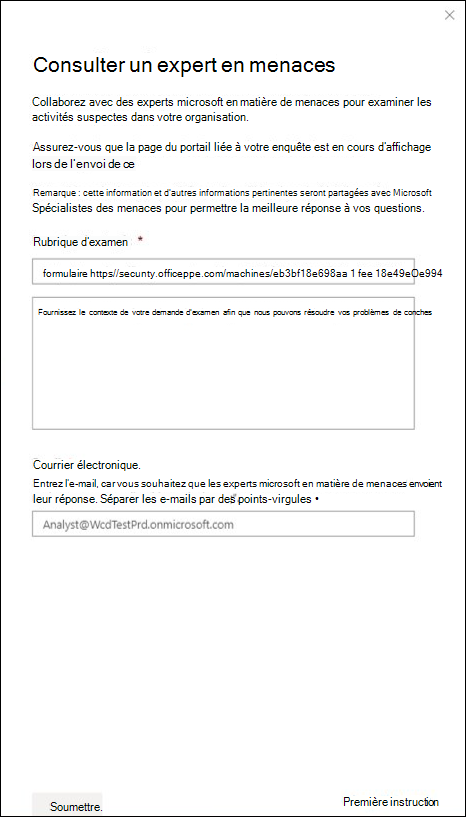 Consulter un expert en menaces
Collaborez avec des experts microsoft en matière de menaces pour examiner les
activités suspectes dans votre organisation.
Assurez-vous que la page du portail liée à votre enquête est en cours d'affichage
lors de l'envoi de ce
Remarque : cette information et d'autres informations pertinentes seront partagées avec Microsoft
Spécialistes des menaces pour permettre la meilleure réponse à vos questions.
Rubrique d'examen *
formulaire https//secunty.officeppe.com/machines/eb3bf18e698aa 1 fee 18e49eOe994
Fournissez le contexte de votre demande d'examen afin que nous pouvons résoudre vos problèmes de conches
Courrier électronique.
Entrez l'e-mail, car vous souhaitez que les experts microsoft en matière de menaces envoient
leur réponse. Séparer les e-mails par des points-virgules •
Analyst@WcdTestPrd.onmicrosoft.com
Soumettre.
Première instruction